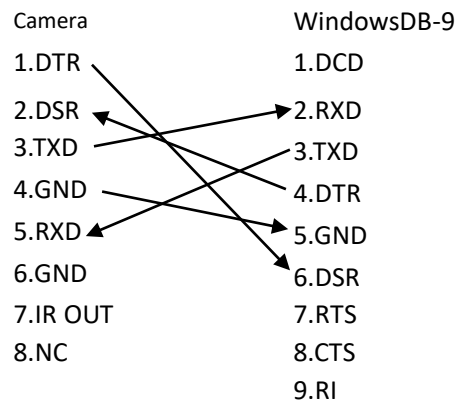 Camera
1.DTR
2.DSR
3.TXD
4.GND
5.RXD
6.GND
7.IR OUT
8.NC
WindowsDB-9
1.DCD
2.RXD
3.TXD
4.DTR
5.GND
6.DSR
7.RTS
8.CTS
9.RI